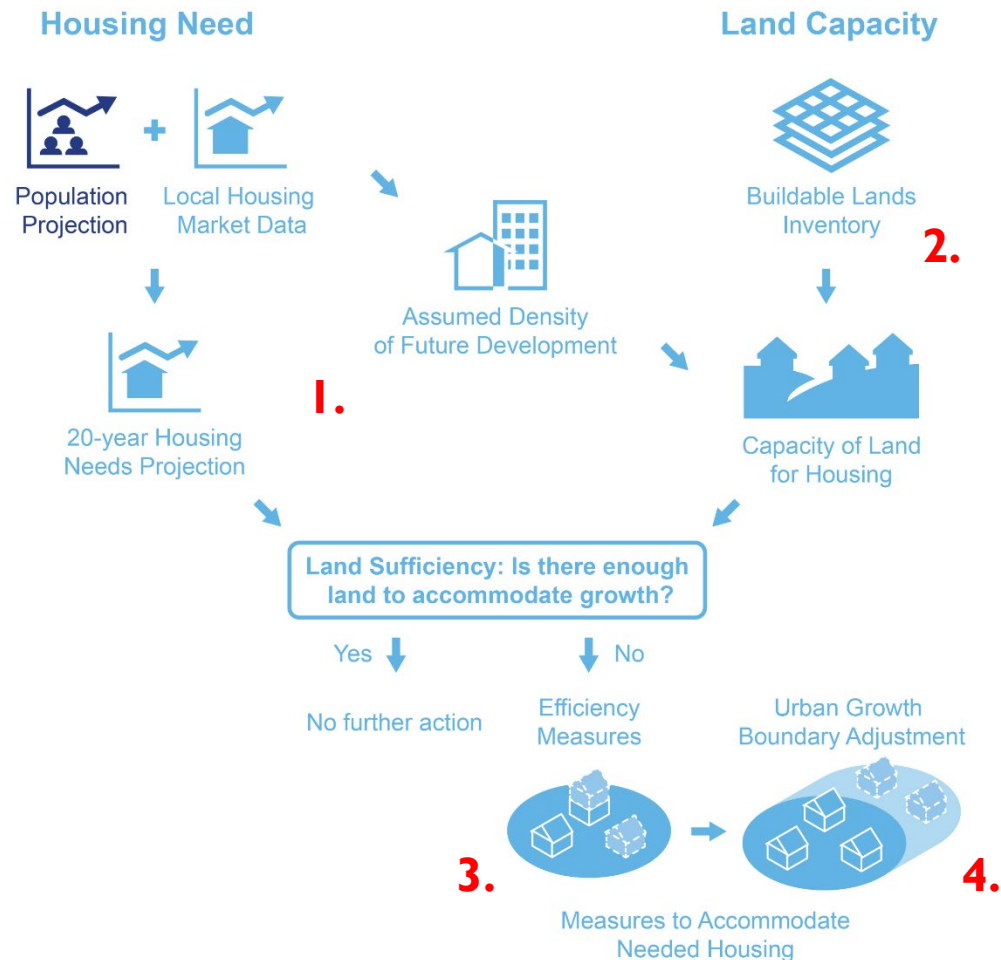 Housing Need
Land Capacity
Population
Projection
+
Local Housing
Market Data
Buildable Lands
Inventory
2.
Assumed Density
of Future Development
1.
20-year Housing
Needs Projection
Capacity of Land
for Housing
Land Sufficiency: Is there enough
land to accommodate growth?
Yes
No
No further action
Efficiency
Measures
Urban Growth
Boundary Adjustment
3.
4.
Measures to Accommodate
Needed Housing